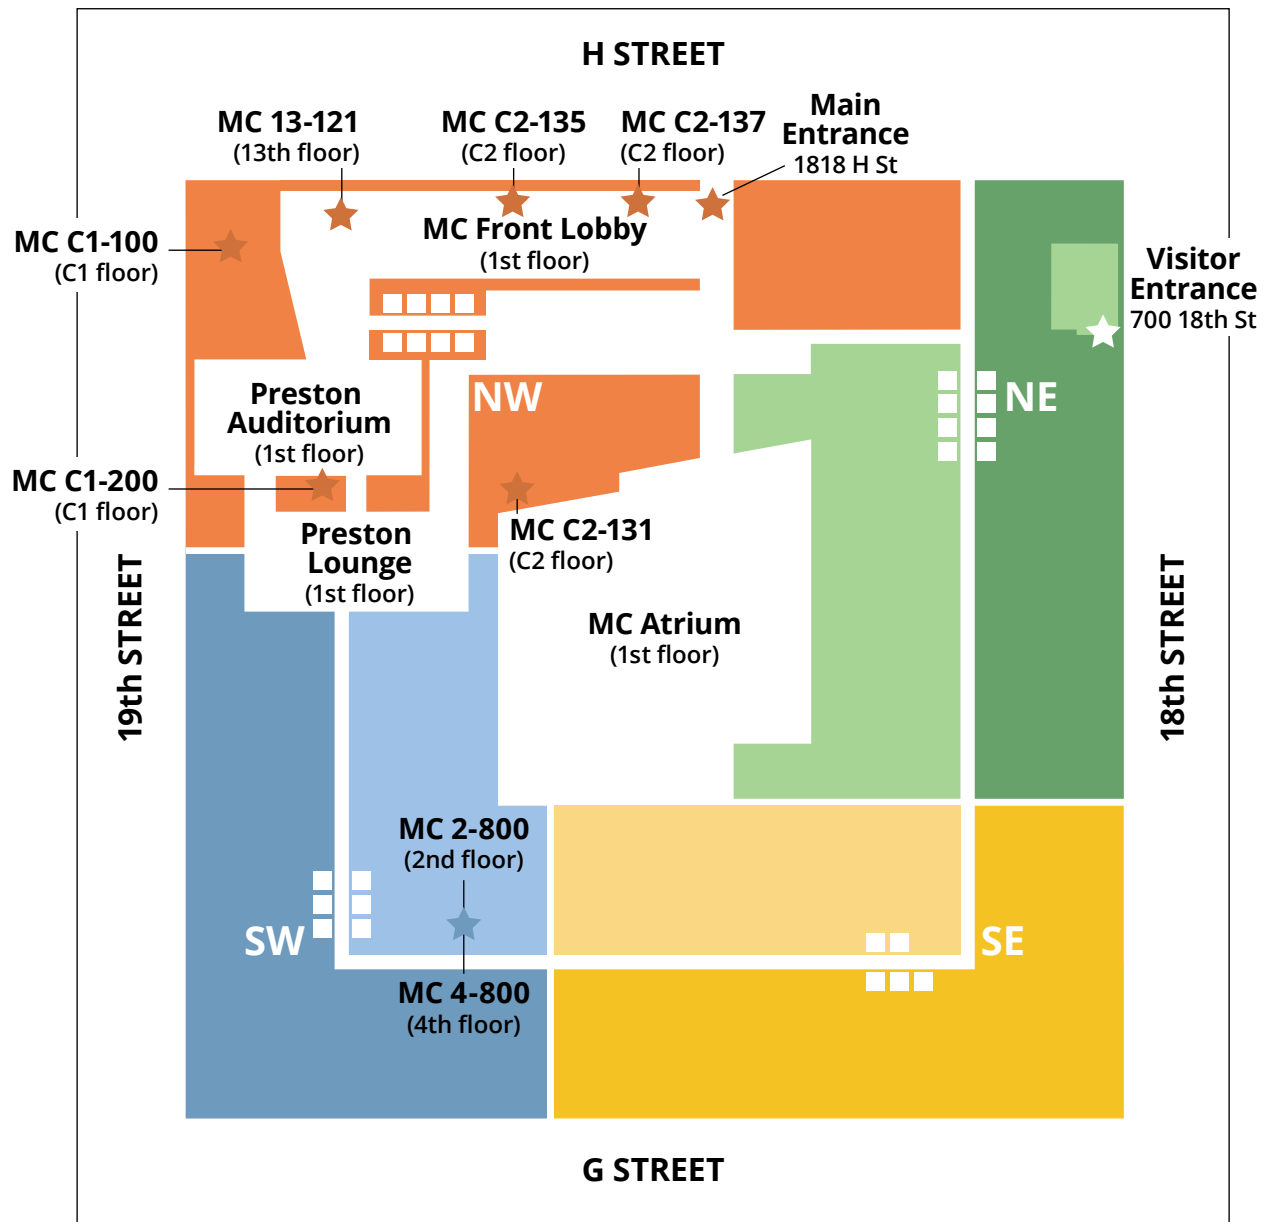 H STREET
MC 13-121
(13th floor)
MC C2-135
(C2 floor)
MC C2-137
(C2 floor)
Main
Entrance
1818 H St
MC C1-100
(C1 floor)
MC Front Lobby
(1st floor)
Visitor
Entrance
700 18th St
Preston
Auditorium
(1st floor)
NW
NE
MC C1-200
(C1 floor)
Preston
Lounge
(1st floor)
MC C2-131
(C2 floor)
19th STREET
MC Atrium
(1st floor)
18th STREET
MC 2-800
(2nd floor)
SW
SE
MC 4-800
(4th floor)
G STREET